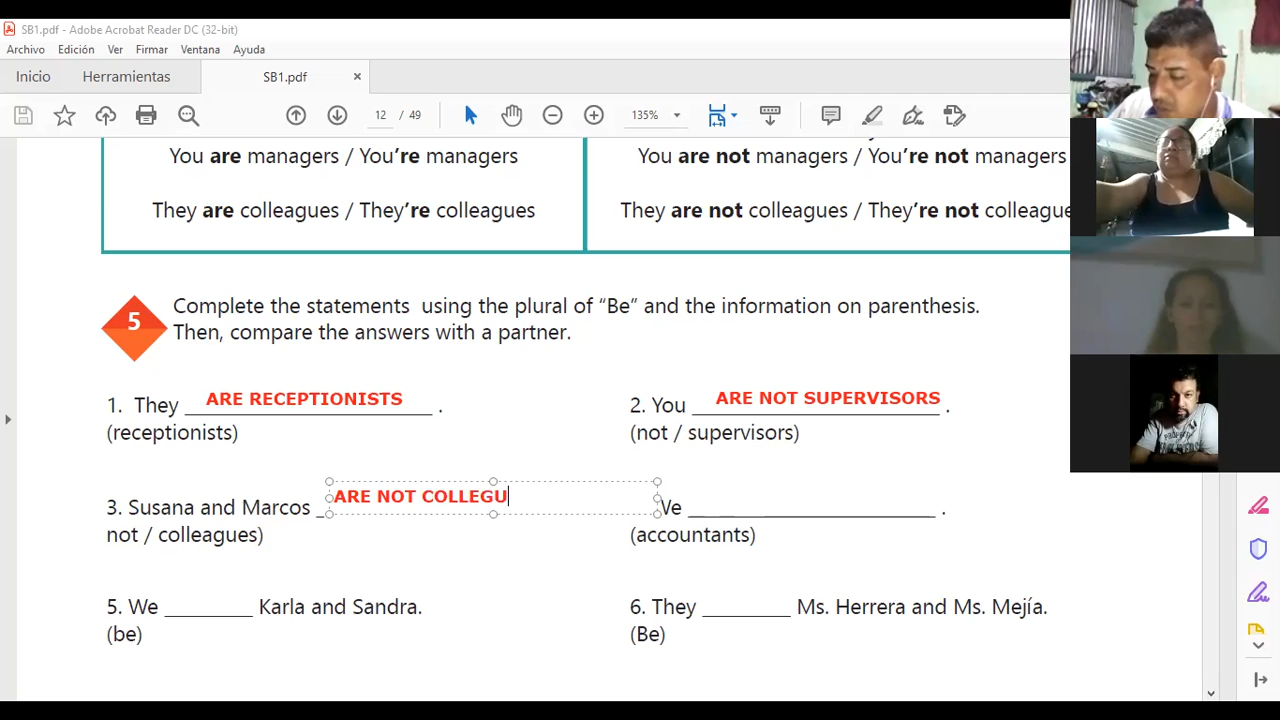 SB1.pdf - Adobe Acrobat Reader DC (32-bit)
Archivo Edición Ver Firmar Ventana Ayuda
Inicio Herramientas SB1.pdf ×
12 / 49 135%
You are managers / You're managers
You are not managers / You're not managers
They are colleagues / They're colleagues
They are not colleagues / They're not colleague
5
Complete the statements using the plural of “Be” and the information on parenthesis.
Then, compare the answers with a partner.
1. They ARE RECEPTIONISTS .
(receptionists)
2. You ARE NOT SUPERVISORS .
(not / supervisors)
3. Susana and Marcos _ ARE NOT COLLEGU
not / colleagues)
We ______________________ .
(accountants)
5. We ________ Karla and Sandra.
(be)
6. They ________ Ms. Herrera and Ms. Mejía.
(Be)